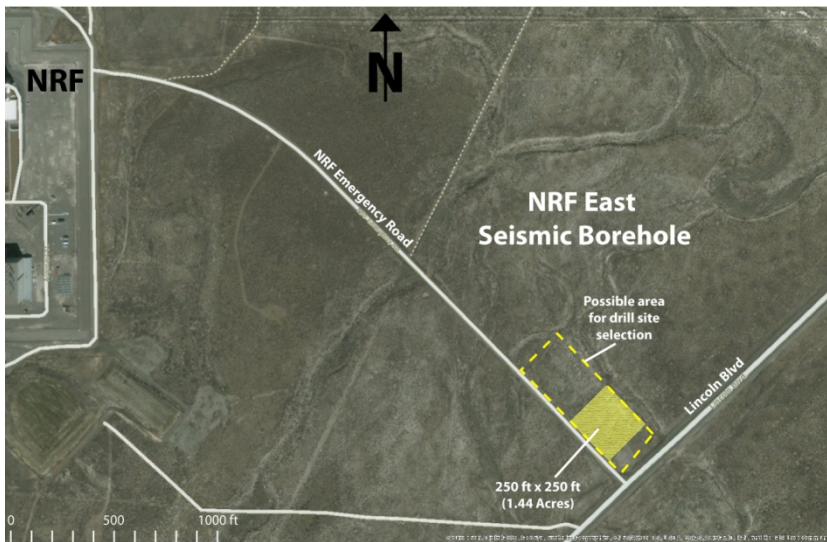 NRF
N
NRF Emergency Road
NRF East
Seismic Borehole
Possible area
for drill site
selection
Lincoln Blvd
250 ft x 250 ft
(1.44 Acres)
0 500 1000 ft